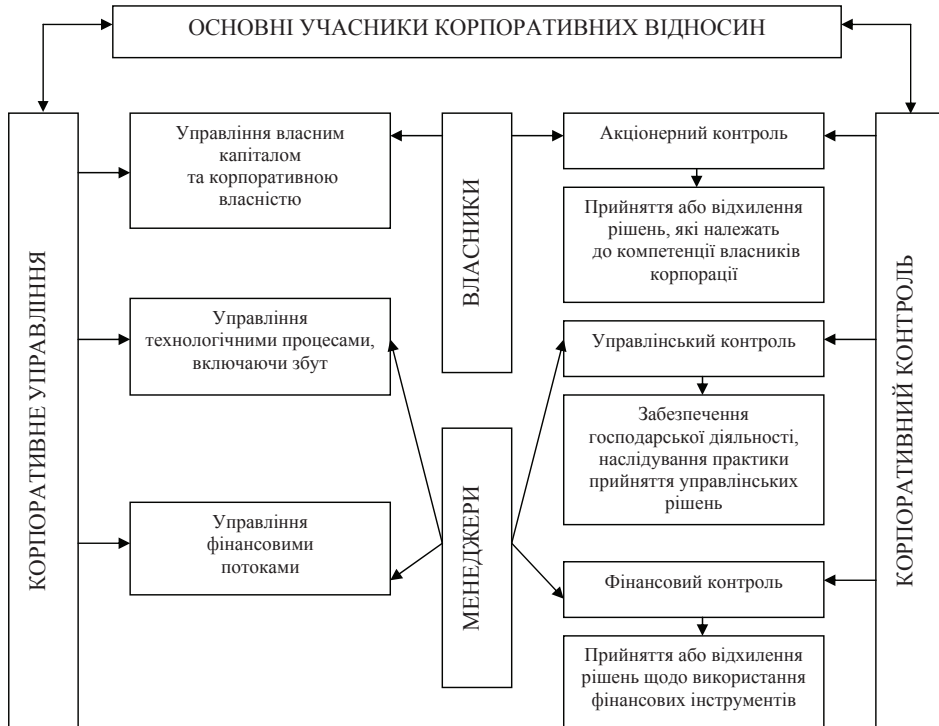 ОСНОВНІ УЧАСНИКИ КОРПОРАТИВНИХ ВІДНОСИН
КОРПОРАТИВНЕ УПРАВЛІННЯ
Управління власним
капіталом
та корпоративною
власністю
Управління
технологічними процесами,
включаючи збут
Управління
фінансовими
потоками
ВЛАСНИКИ
МЕНЕДЖЕРИ
Акціонерний контроль
Прийняття або відхилення
рішень, які належать
до компетенції власників
корпорації
Управлінський контроль
Забезпечення
господарської діяльності,
наслідування практики
прийняття управлінських
рішень
Фінансовий контроль
Прийняття або відхилення
рішень щодо використання
фінансових інструментів
КОРПОРАТИВНИЙ КОНТРОЛЬ